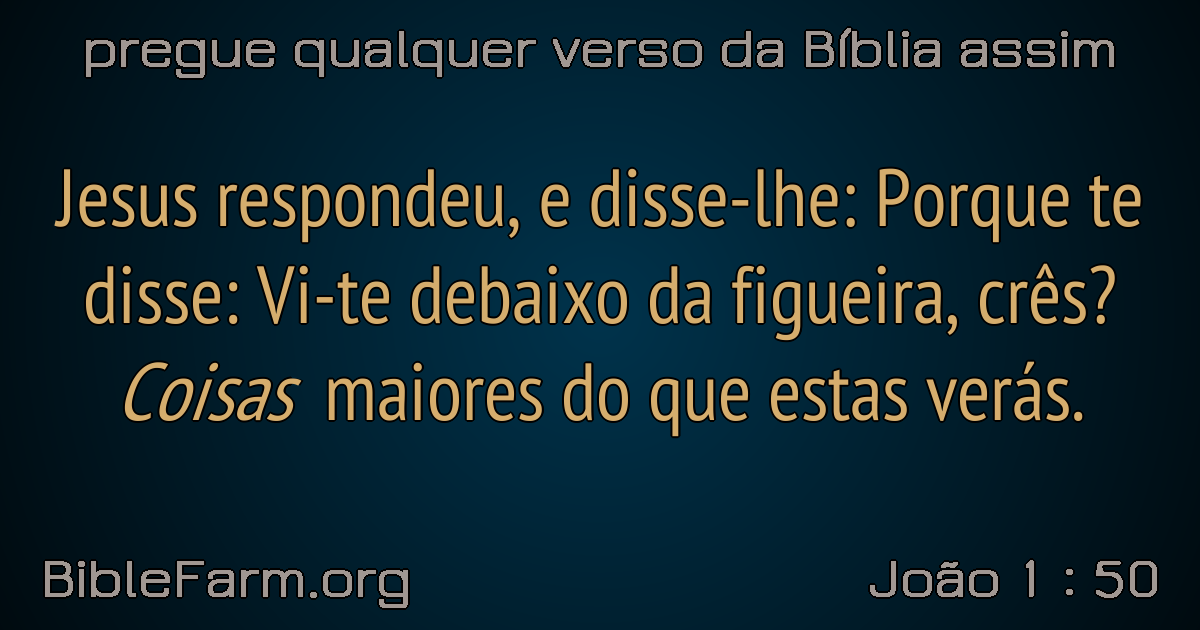 pregue qualquer verso da Bíblia assim
Jesus respondeu, e disse-lhe: Porque te
disse: Vi-te debaixo da figueira, crês?
Coisas maiores do que estas verás.
BibleFarm.org
João 1 : 50